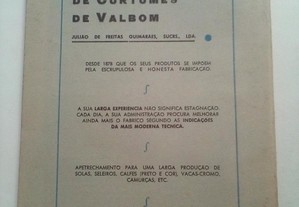 DE CURTUMES
DE VALBOM
JULIÃO DE FREITAS GUIMARÃES, SUCRS., LDA.
DESDE 1878 QUE OS SEUS PRODUTOS SE IMPÕEM
PELA ESCRUPULOSA E HONESTA FABRICAÇÃO.
A SUA LARGA EXPERIENCIA NÃO SIGNIFICA ESTAGNAÇÃO.
CADA DIA, A SUA ADMINISTRAÇÃO PROCURA MELHORAR
AINDA MAIS O FABRICO SEGUNDO AS INDICAÇÕES
DA MAIS MODERNA TECNICA.
APETRECHAMENTO PARA UMA LARGA PRODUÇÃO DE
SOLAS, SELEIROS, CALFES (PRETO E COR), VACAS-CROMO,
CAMURÇAS, ETC.